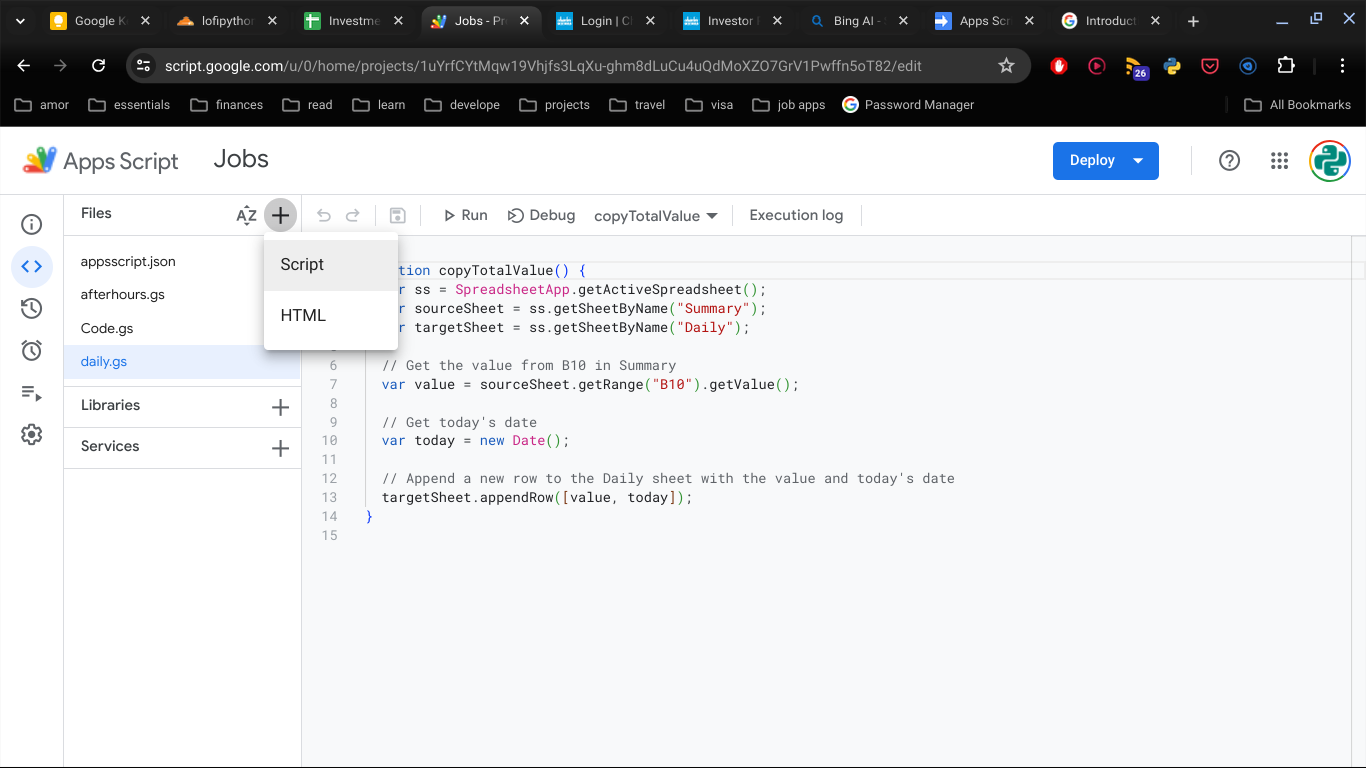 Google K
lofipython
Investme
Jobs - Pr
Login | C
Investor
Bing AI -
Apps Scr
Introduct
script.google.com/u/0/home/projects/1uYrfCYtMqw19Vhjfs3LqXu-ghm8dLuCu4uQdMoXZO7GrV1Pwffn5oT82/edit
26
amor
essentials
finances
read
learn
develope
projects
travel
visa
job apps
Password Manager
All Bookmarks
Apps Script
Jobs
Deploy
Files
AZ
Run
Debug
copyTotalValue
Execution log
appsscript.json
afterhours.gs
Code.gs
daily.gs
Libraries
Services
Script
HTML
tion copyTotalValue() {
r ss = SpreadsheetApp.getActiveSpreadsheet();
r sourceSheet = ss.getSheetByName("Summary");
r targetSheet = ss.getSheetByName("Daily");
5
6 // Get the value from B10 in Summary
7 var value = sourceSheet.getRange("B10").getValue();
8
9 // Get today's date
10 var today = new Date();
11
12 // Append a new row to the Daily sheet with the value and today's date
13 targetSheet.appendRow([value, today]);
14 }
15